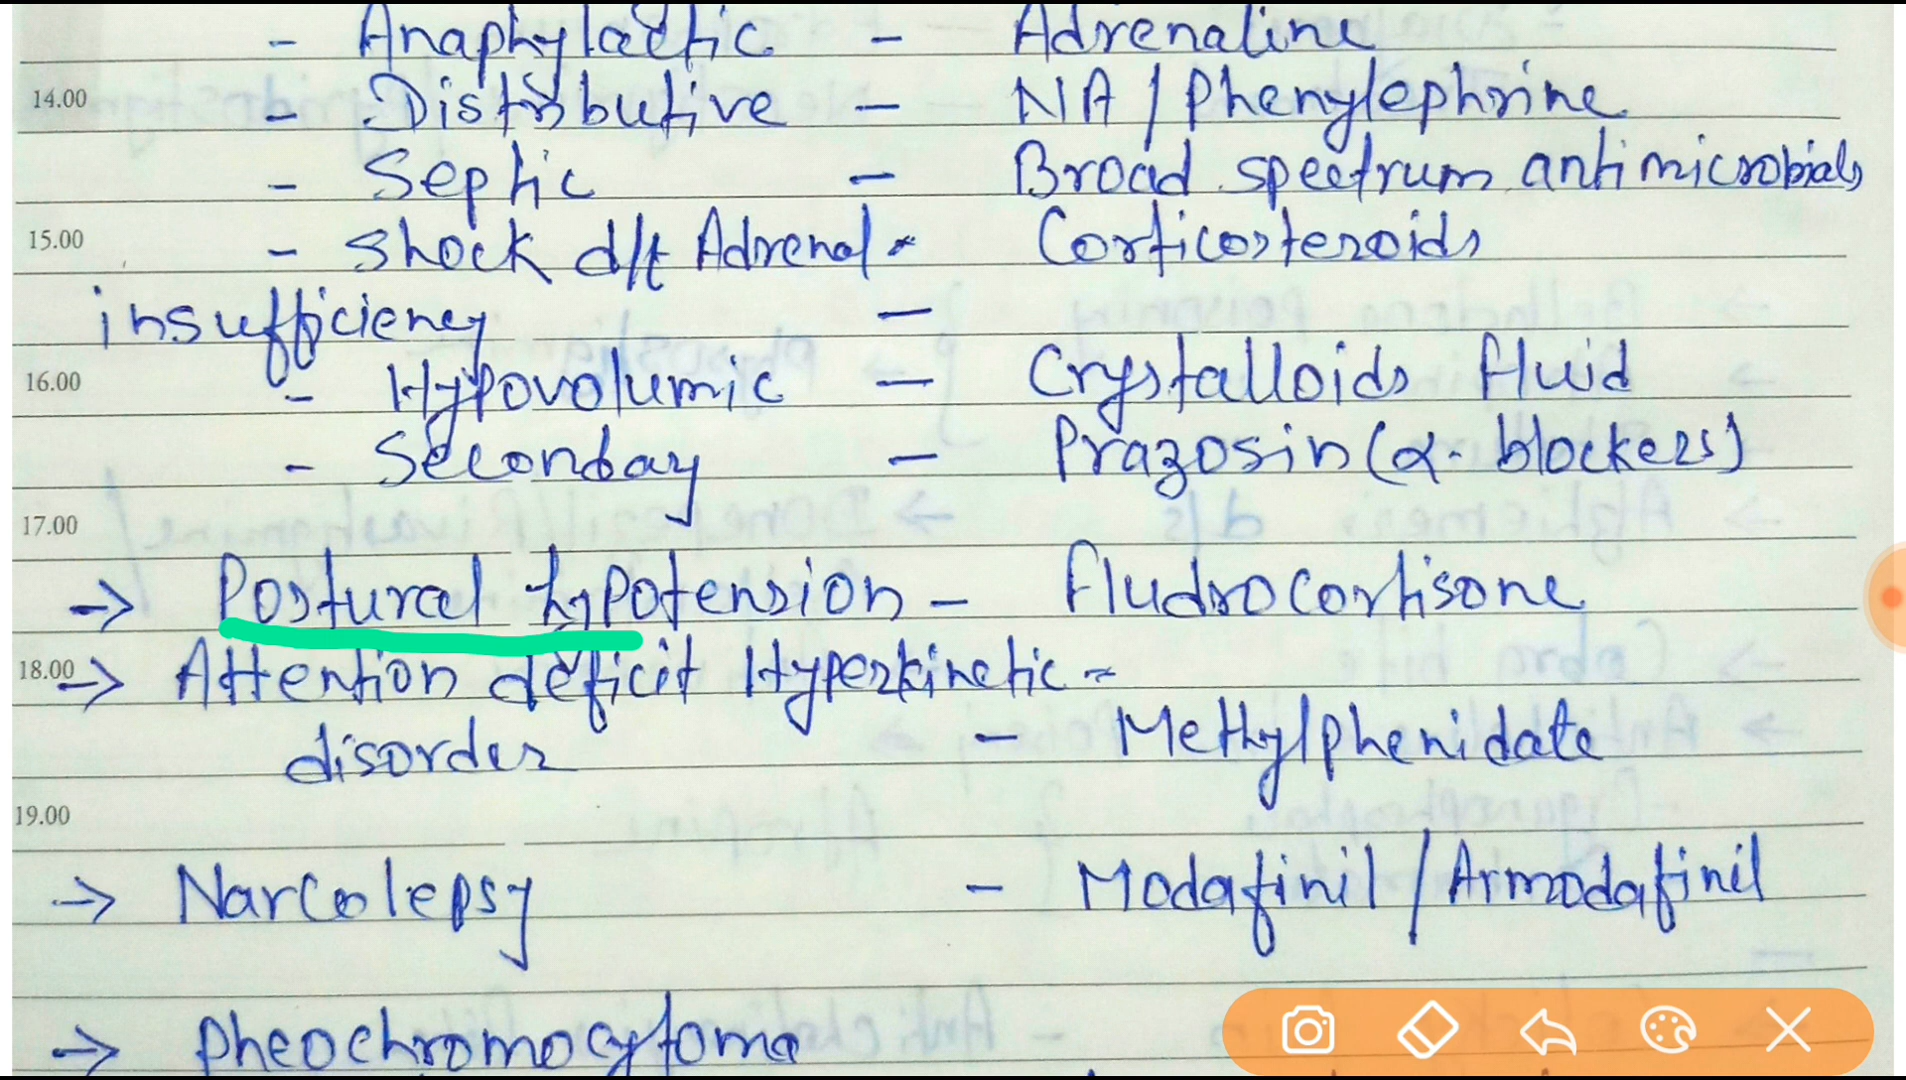 - Anaphylactic - Adrenaline
14.00 - Distributive - NA / Phenylephrine
- Septic - Broad spectrum antimicrobials
15.00 - Shock d/t Adrenal - Corticosteroids
insufficiency -
16.00 - Hypovolumic - Crystalloids fluid
- Seconday - Prazosin (α-blockers)
17.00
→ Postural hypotension - Fludrocortisone
18.00 → Attention deficit Hyperkinetic -
disorder - Methylphenidate
19.00
→ Narcolepsy - Modafinil / Armodafinil
→ Pheochromocytoma